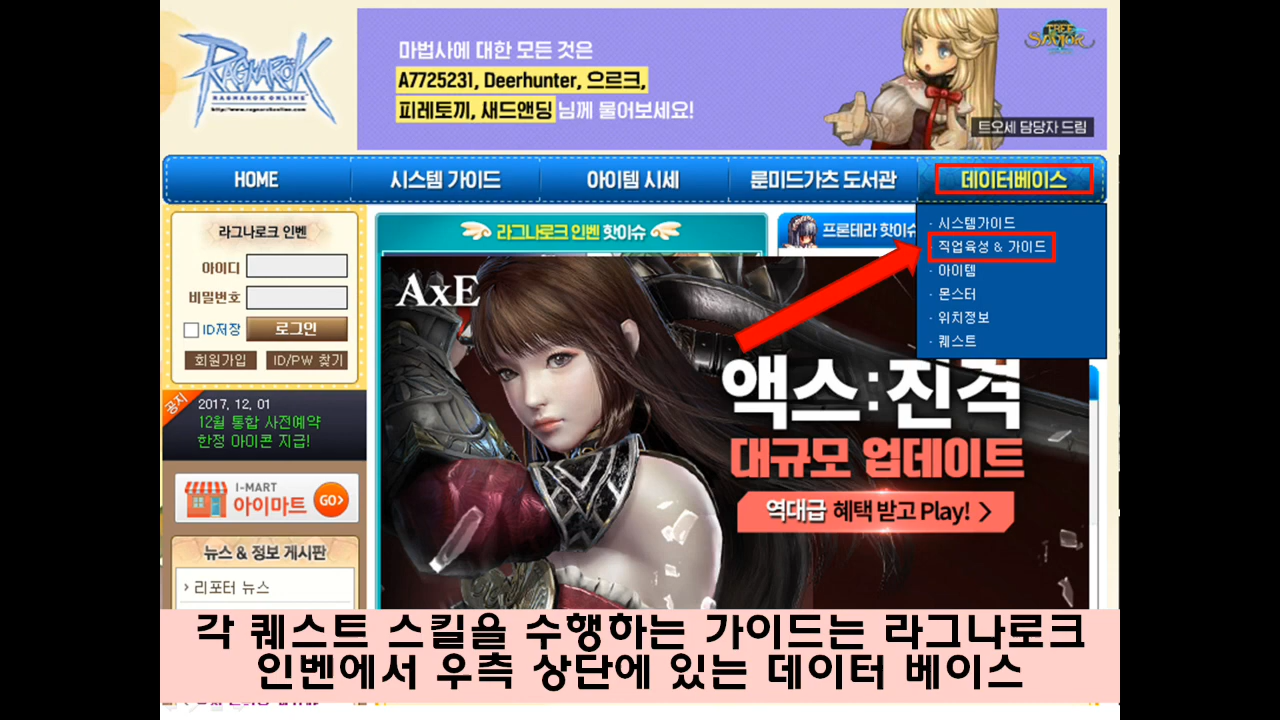 RAGNAROK
RAGNAROK ONLINE
http://www.ragnarokonline.com
마법사에 대한 모든 것은
A7725231, Deerhunter, 으르크,
피레토끼, 새드앤딩 님께 물어보세요!
TREE OF SAVIOR
트오세 담당자 드림
HOME
시스템 가이드
아이템 시세
룬미드가츠 도서관
데이터베이스
· 시스템가이드
· 직업육성 & 가이드
· 아이템
· 몬스터
· 위치정보
· 퀘스트
라그나로크 인벤
아이디
비밀번호
ID저장
로그인
회원가입
ID/PW 찾기
라그나로크 인벤 핫이슈
프론테라 핫이슈
공지
2017, 12, 01
12월 통합 사전예약
한정 아이콘 지급!
I-MART
아이마트
GO>
뉴스 & 정보 게시판
> 리포터 뉴스
AxE
액스:진격
대규모 업데이트
역대급 혜택 받고 Play! >
각 퀘스트 스킬을 수행하는 가이드는 라그나로크
인벤에서 우측 상단에 있는 데이터 베이스